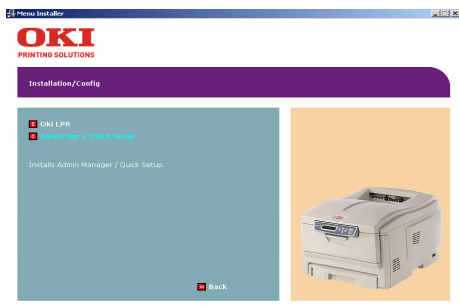 Menu Installer
OKI
PRINTING SOLUTIONS
Installation/Config
Oki LPR
Admin Mgr / Quick Setup
Installs Admin Manager / Quick Setup.
Back